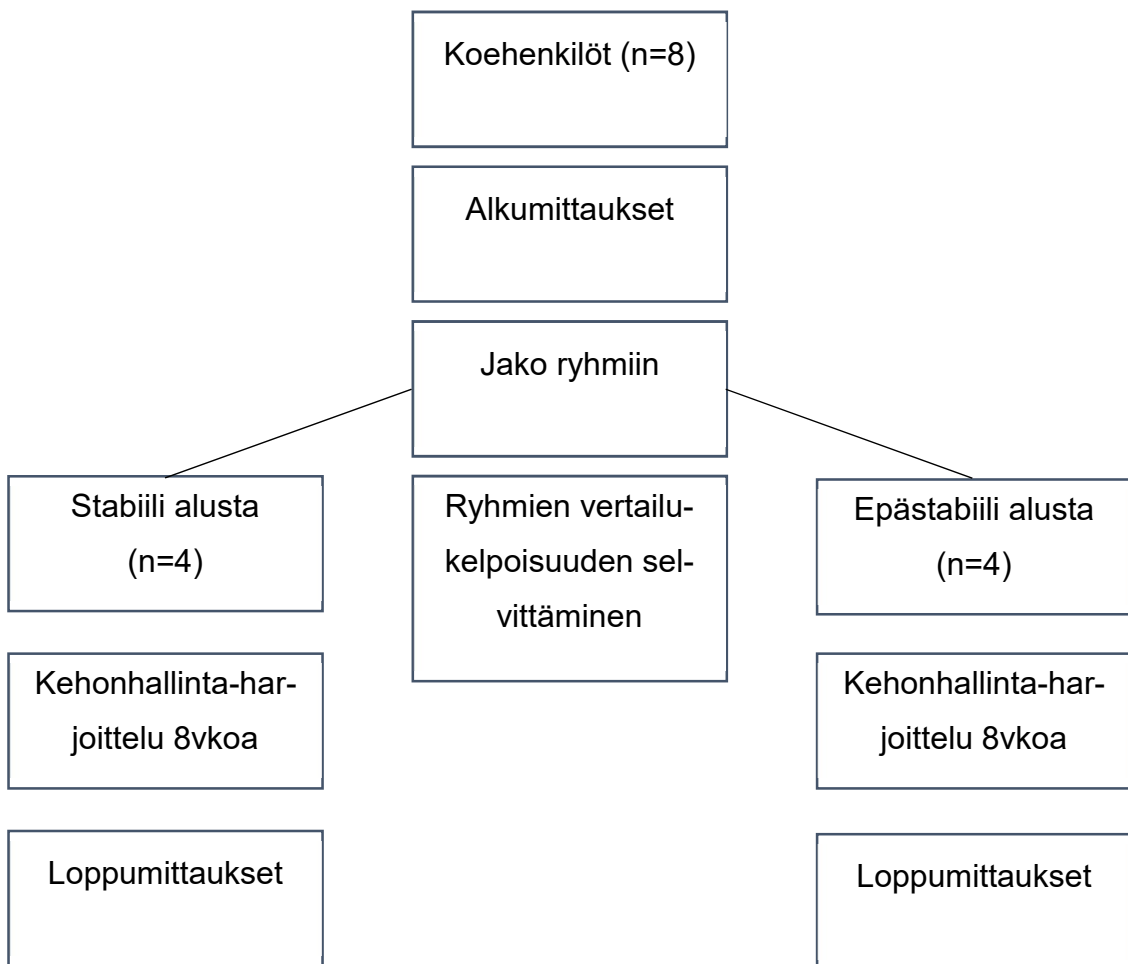 Koehenkilöt (n=8)
Alkumittaukset
Jako ryhmiin
Stabiili alusta
(n=4)
Ryhmien vertailu-
kelpoisuuden sel-
vittäminen
Epästabiili alusta
(n=4)
Kehonhallinta-har-
joittelu 8vkoa
Kehonhallinta-har-
joittelu 8vkoa
Loppumittaukset
Loppumittaukset